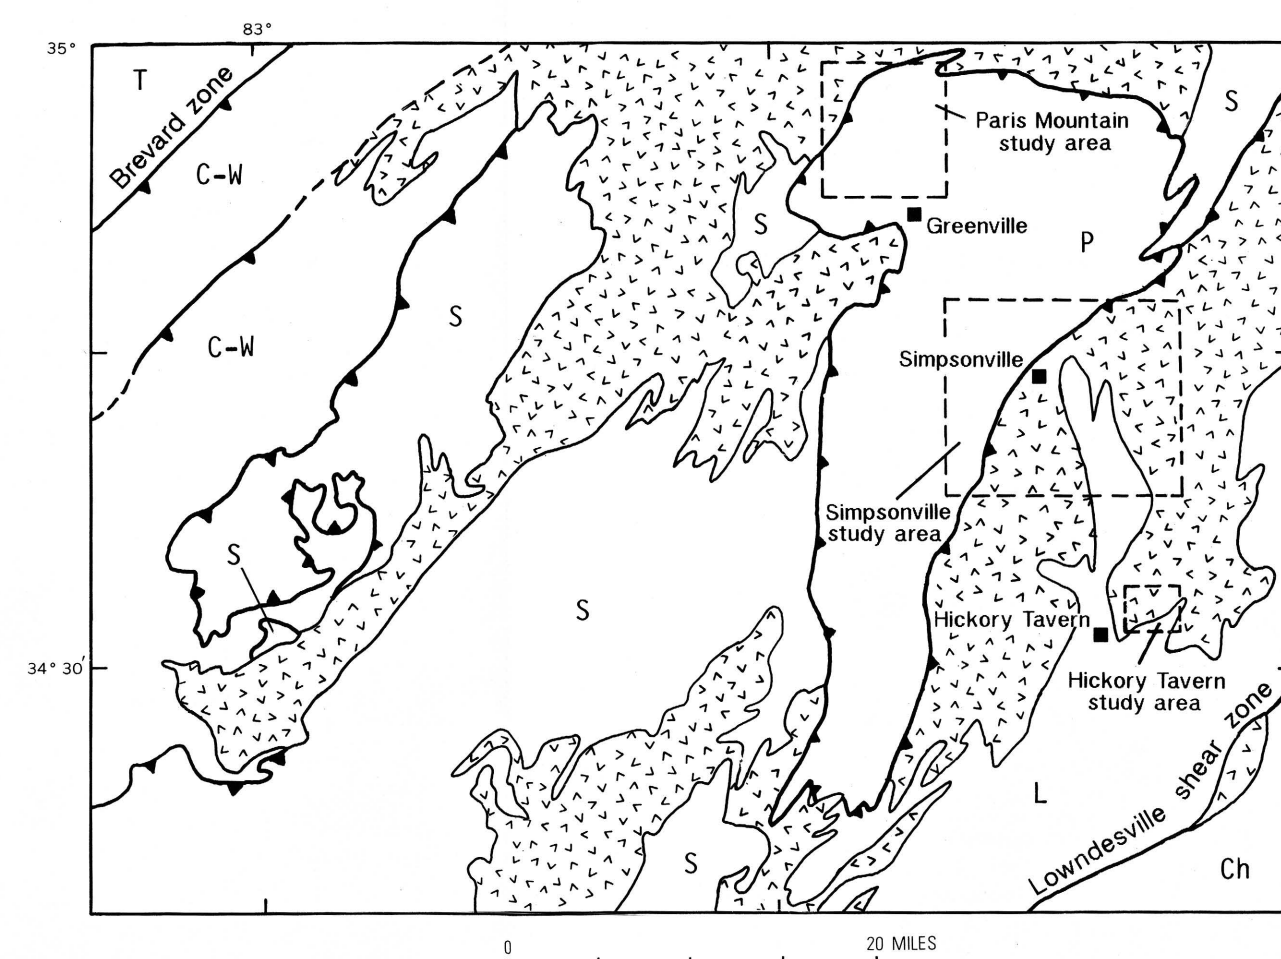 83°
35°
T
Brevard zone
C-W
S
Paris Mountain
study area
S
Greenville
P
S
C-W
Simpsonville
Simpsonville
study area
S
S
Hickory Tavern
34° 30′
Hickory Tavern
study area
Lowndesville shear zone
L
S
Ch
0
20 MILES